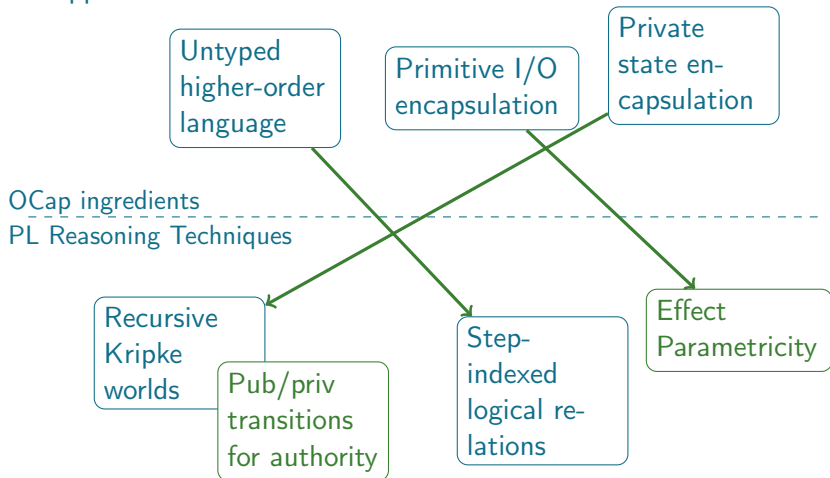 Untyped
higher-order
language
Primitive I/O
encapsulation
Private
state en-
capsulation
OCap ingredients
PL Reasoning Techniques
Recursive
Kripke
worlds
Pub/priv
transitions
for authority
Step-
indexed
logical re-
lations
Effect
Parametricity